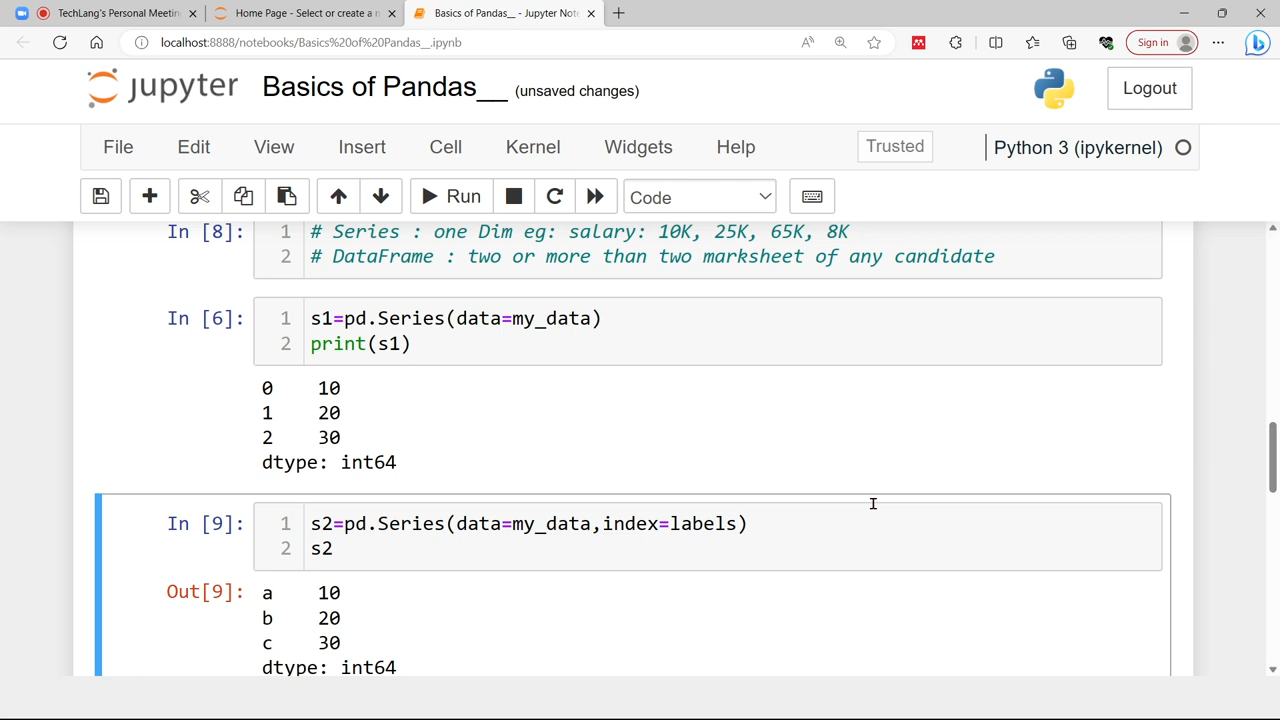 TechLang's Personal Meetin
Home Page - Select or create a n
Basics of Pandas__ - Jupyter Note
localhost:8888/notebooks/Basics%20of%20Pandas__.ipynb
Sign in
jupyter Basics of Pandas__ (unsaved changes)
Logout
File Edit View Insert Cell Kernel Widgets Help Trusted Python 3 (ipykernel)
Run Code
In [8]: 1 # Series : one Dim eg: salary: 10K, 25K, 65K, 8K
2 # DataFrame : two or more than two marksheet of any candidate
In [6]: 1 s1=pd.Series(data=my_data)
2 print(s1)
0 10
1 20
2 30
dtype: int64
In [9]: 1 s2=pd.Series(data=my_data,index=labels)
2 s2
Out[9]: a 10
b 20
c 30
dtype: int64